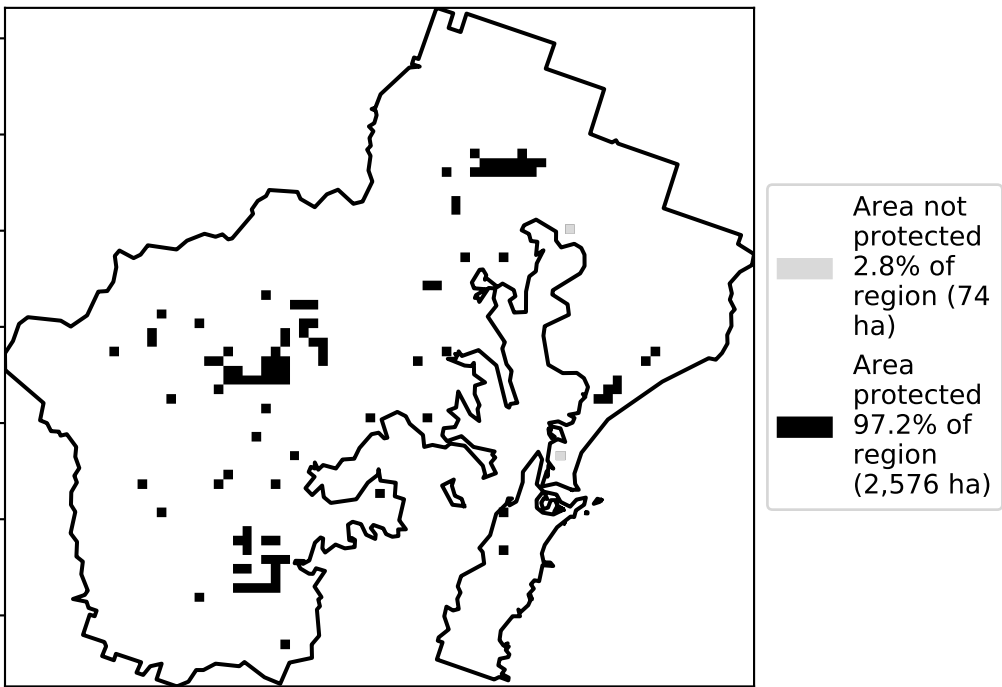 Area not
protected
2.8% of
region (74
ha)
Area
protected
97.2% of
region
(2,576 ha)